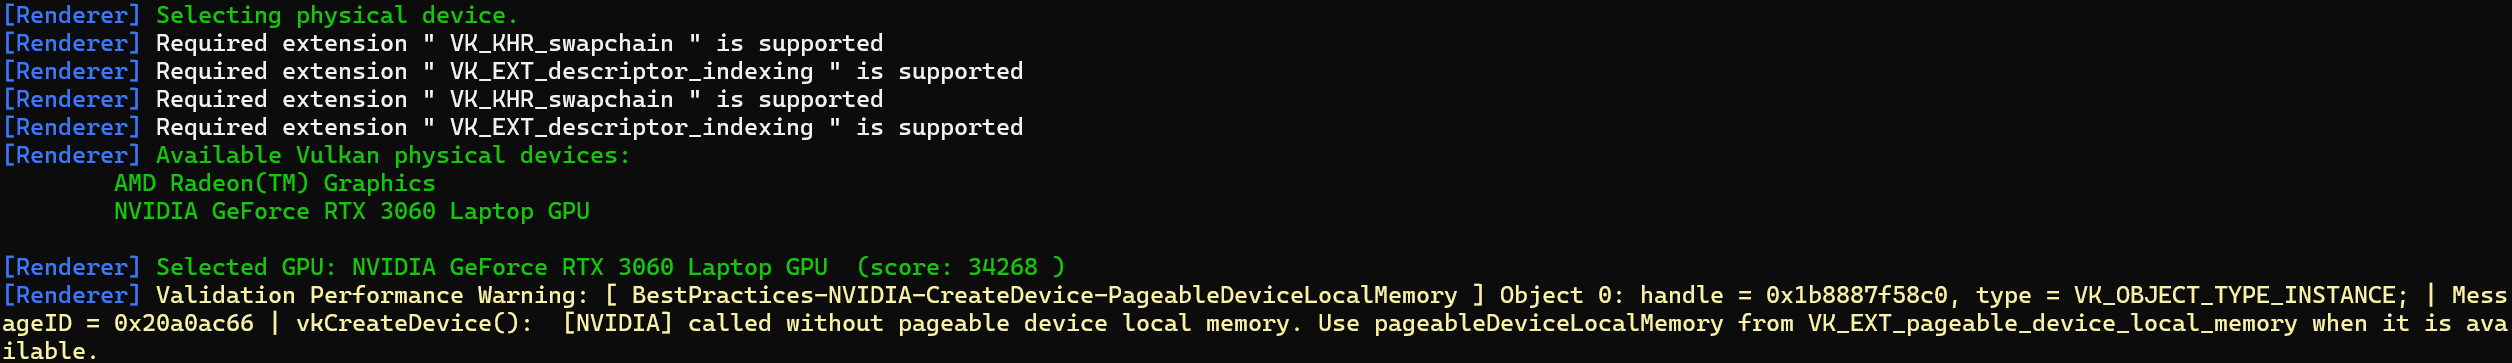 [Renderer] Selecting physical device.
[Renderer] Required extension " VK_KHR_swapchain " is supported
[Renderer] Required extension " VK_EXT_descriptor_indexing " is supported
[Renderer] Required extension " VK_KHR_swapchain " is supported
[Renderer] Required extension " VK_EXT_descriptor_indexing " is supported
[Renderer] Available Vulkan physical devices:
        AMD Radeon(TM) Graphics
        NVIDIA GeForce RTX 3060 Laptop GPU

[Renderer] Selected GPU: NVIDIA GeForce RTX 3060 Laptop GPU  (score: 34268 )
[Renderer] Validation Performance Warning: [ BestPractices-NVIDIA-CreateDevice-PageableDeviceLocalMemory ] Object 0: handle = 0x1b8887f58c0, type = VK_OBJECT_TYPE_INSTANCE; | Mess
ageID = 0x20a0ac66 | vkCreateDevice():  [NVIDIA] called without pageable device local memory. Use pageableDeviceLocalMemory from VK_EXT_pageable_device_local_memory when it is ava
ilable.